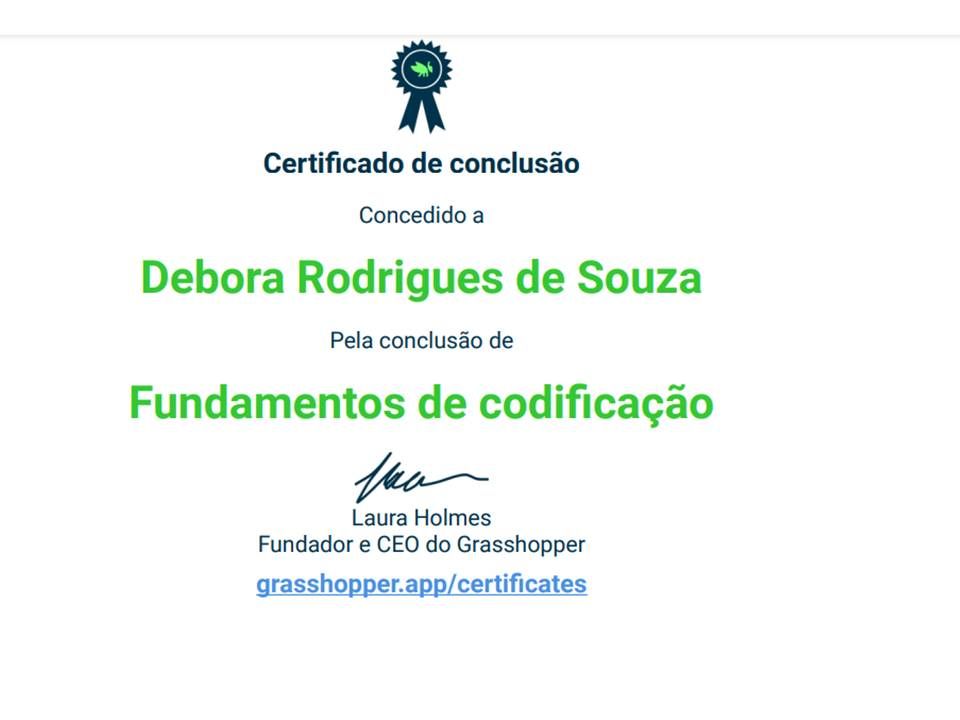 Certificado de conclusão
Concedido a
Debora Rodrigues de Souza
Pela conclusão de
Fundamentos de codificação
Laura Holmes
Fundador e CEO do Grasshopper
grasshopper.app/certificates